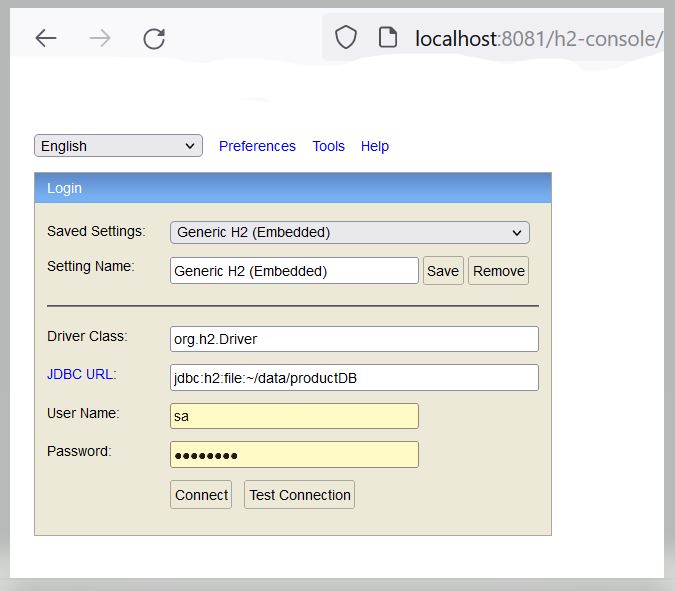 localhost:8081/h2-console/
English Preferences Tools Help
Login
Saved Settings: Generic H2 (Embedded)
Setting Name: Generic H2 (Embedded) Save Remove
Driver Class: org.h2.Driver
JDBC URL: jdbc:h2:file:~/data/productDB
User Name: sa
Password: ●●●●●●●●
Connect Test Connection